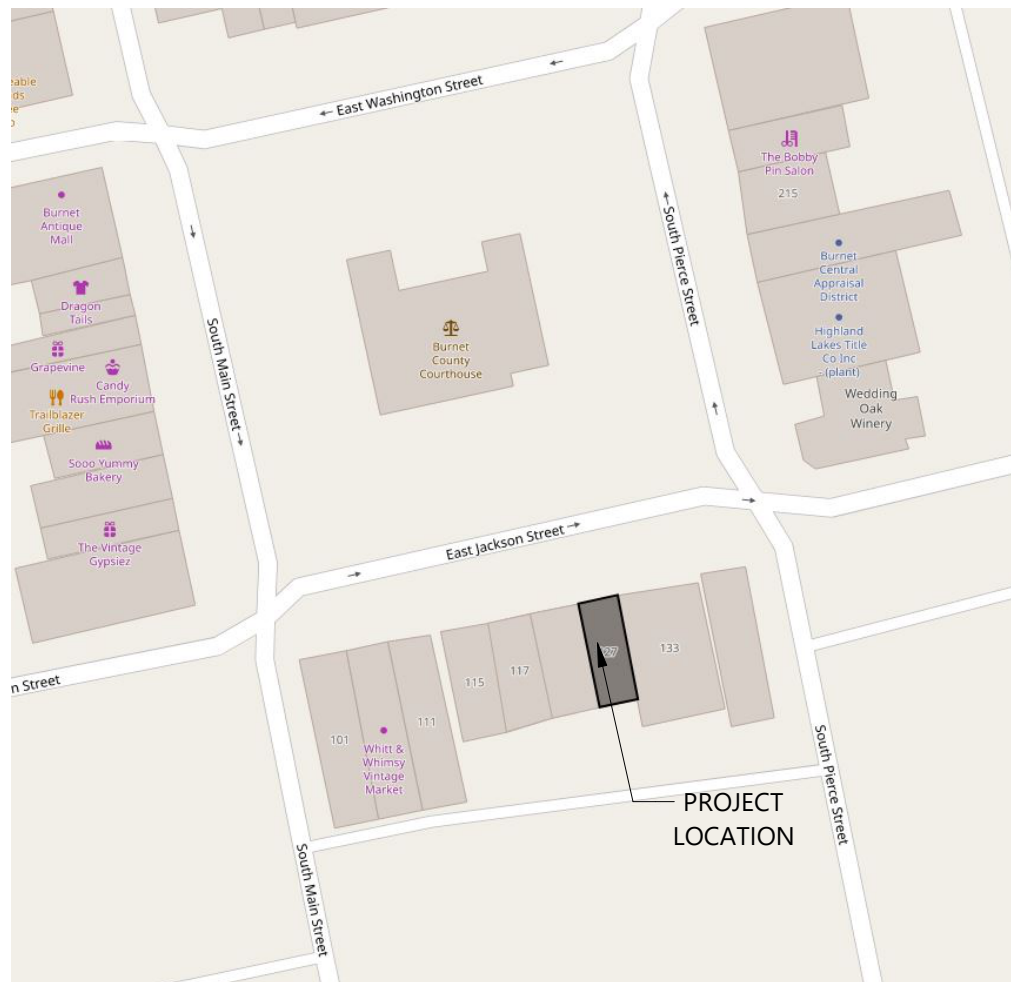 East Washington Street
eable
ds
e
The Bobby
Pin Salon
215
Burnet
Antique
Mall
South Pierce Street
Burnet
Central
Appraisal
District
Dragon
Tails
South Main Street
Burnet
County
Courthouse
Highland
Lakes Title
Co Inc
- (plant)
Grapevine
Candy
Rush Emporium
Trailblazer
Grille
Wedding
Oak
Winery
Sooo Yummy
Bakery
The Vintage
Gypsiez
East Jackson Street
n Street
101
Whitt &
Whimsy
Vintage
Market
111
115
117
27
133
South Pierce Street
PROJECT
LOCATION
South Main Street